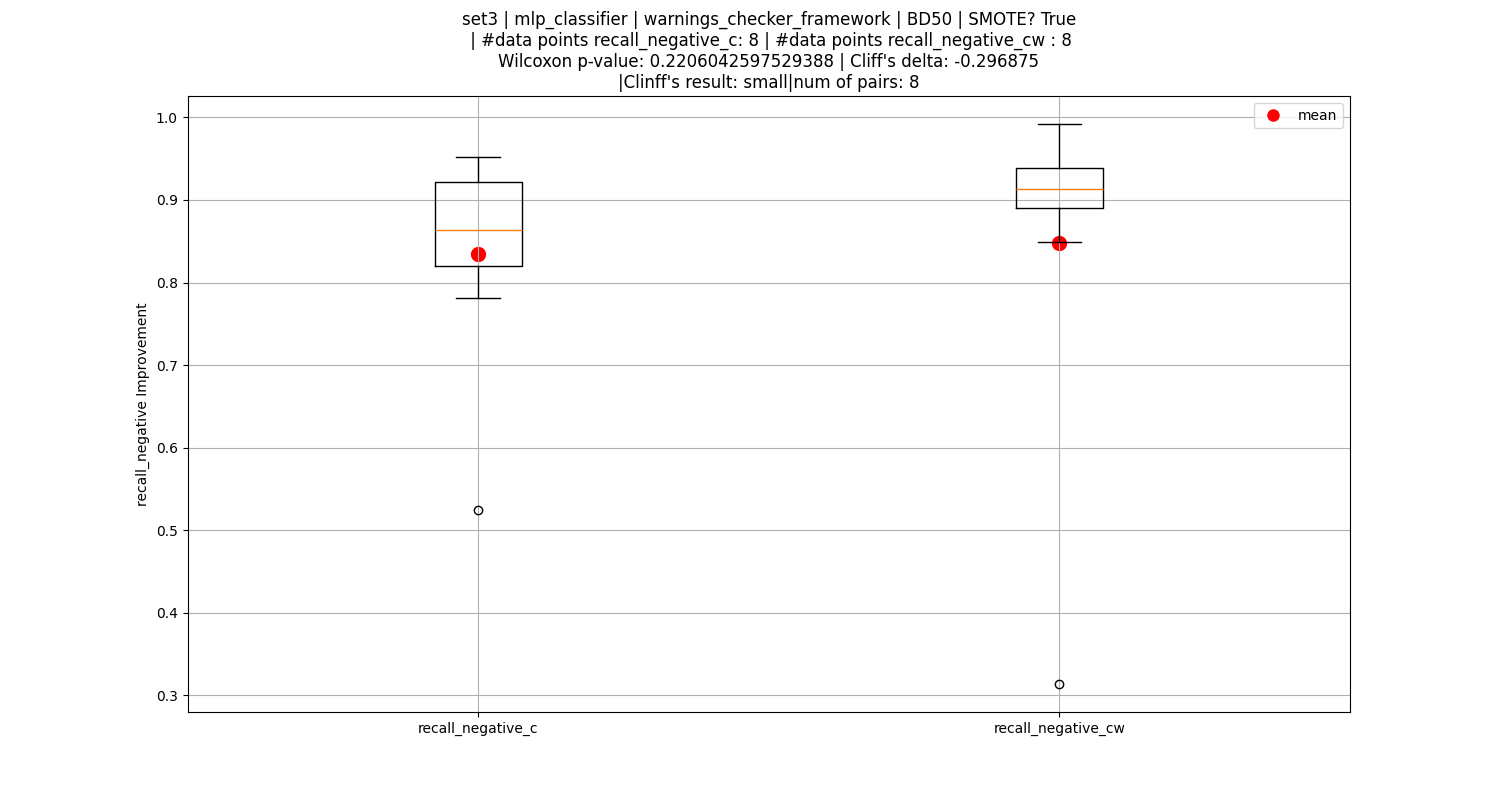 set3 | mlp_classifier | warnings_checker_framework | BD50 | SMOTE? True
| #data points recall_negative_c: 8 | #data points recall_negative_cw : 8
Wilcoxon p-value: 0.2206042597529388 | Cliff's delta: -0.296875
|Clinff's result: small|num of pairs: 8
mean
1.0
0.9
0.8
0.7
0.6
0.5
0.4
0.3
recall_negative Improvement
recall_negative_c
recall_negative_cw